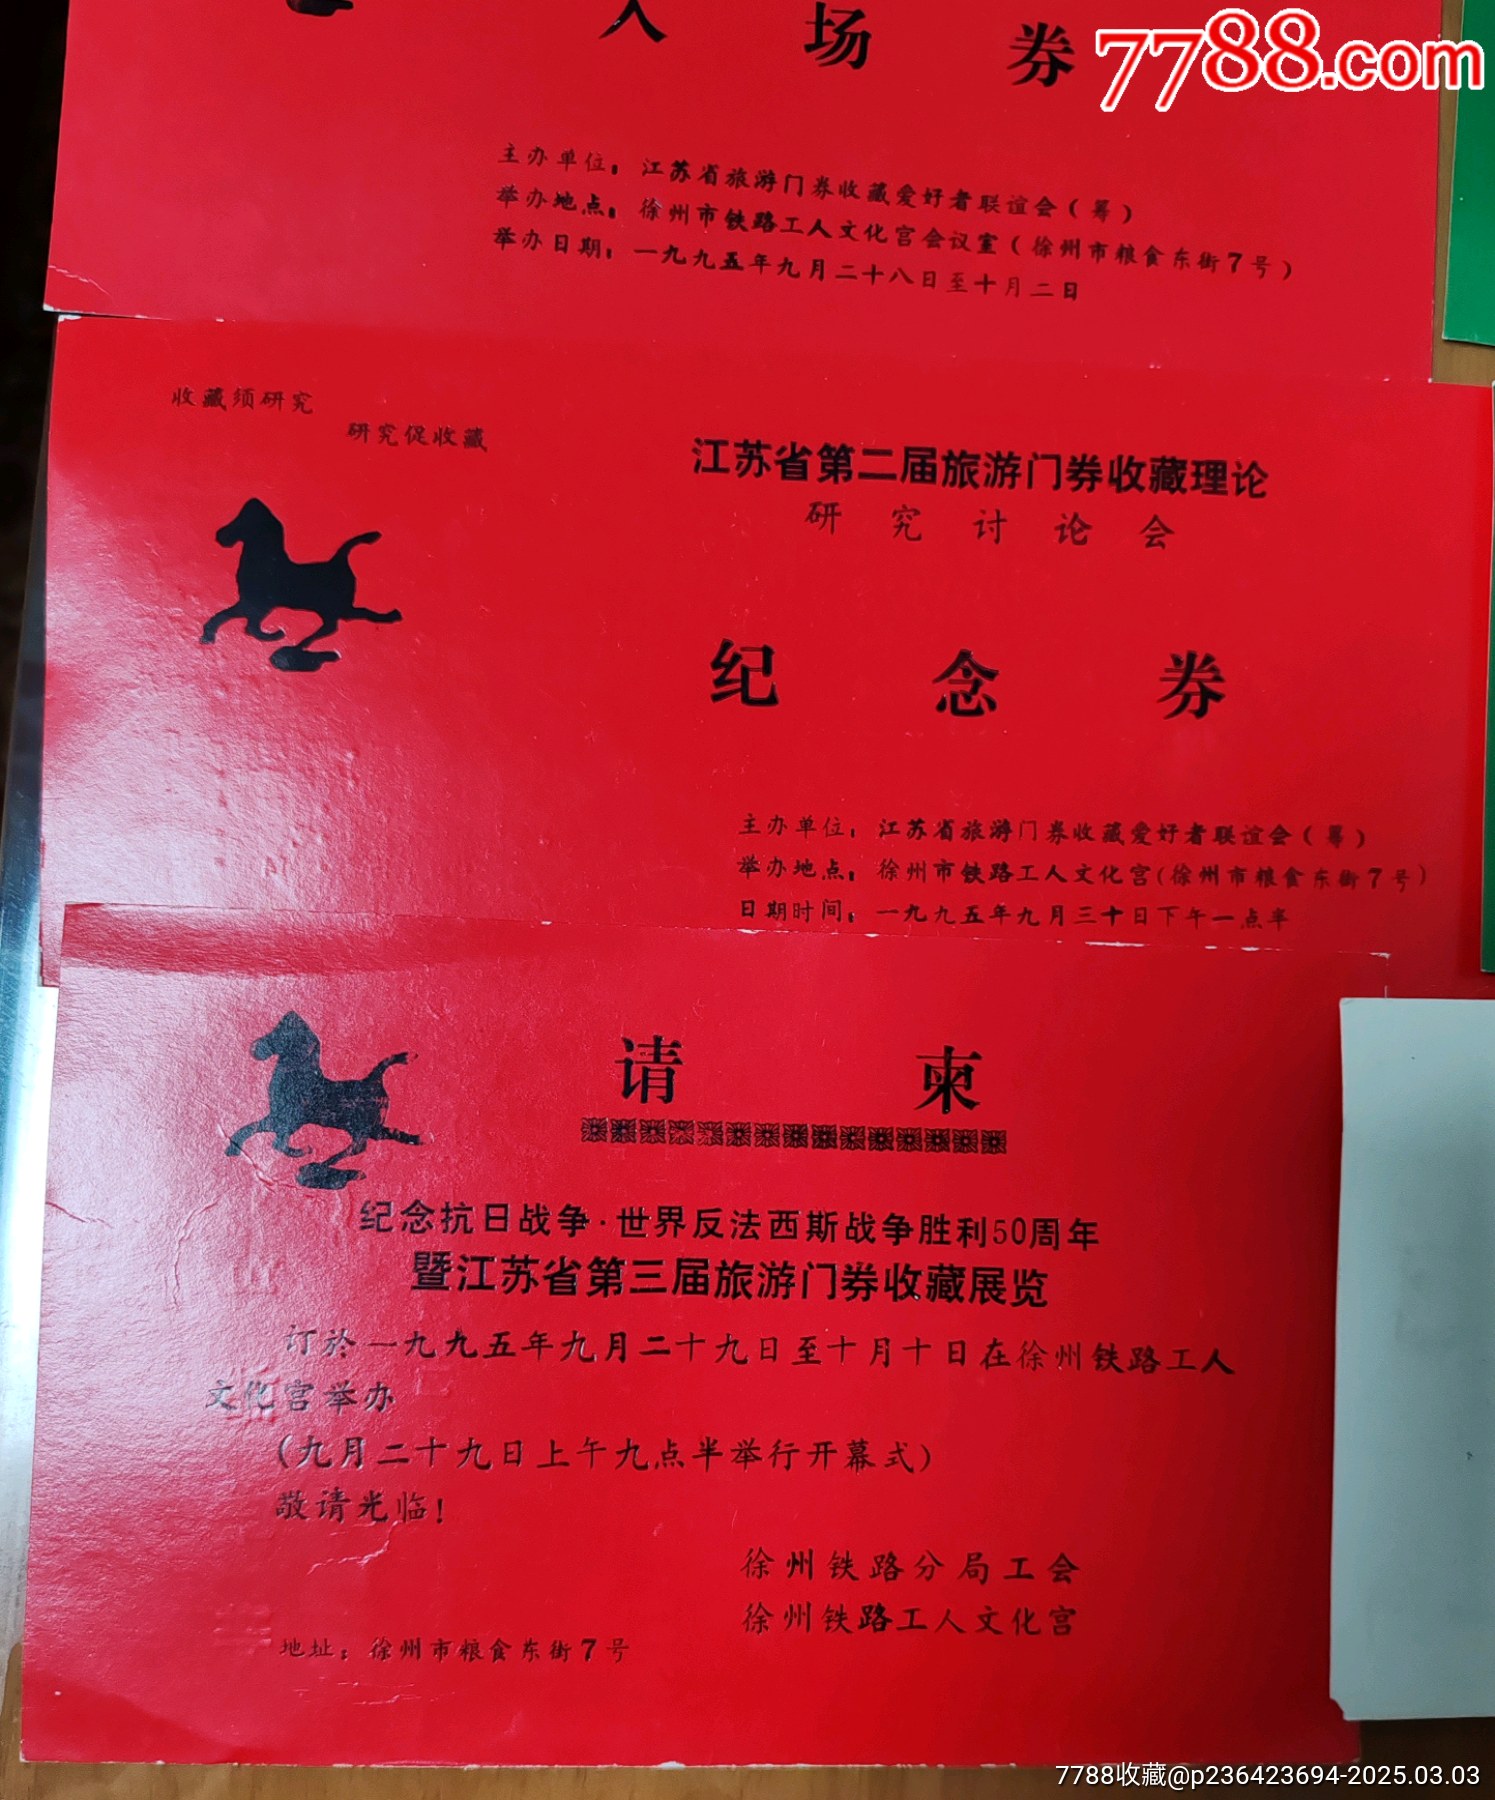 入场券
7788.com
主办单位：江苏省旅游门券收藏爱好者联谊会（筹）
举办地点：徐州市铁路工人文化宫会议室（徐州市粮食东街7号）
举办日期：一九九五年九月二十八日至十月二日
收藏须研究
研究促收藏
江苏省第二届旅游门券收藏理论
研究讨论会
纪念券
主办单位：江苏省旅游门券收藏爱好者联谊会（筹）
举办地点：徐州市铁路工人文化宫（徐州市粮食东街7号）
日期时间：一九九五年九月三十日下午一点半
请柬
纪念抗日战争·世界反法西斯战争胜利50周年
暨江苏省第三届旅游门券收藏展览
订於一九九五年九月二十九日至十月十日在徐州铁路工人
文化宫举办
（九月二十九日上午九点半举行开幕式）
敬请光临！
徐州铁路分局工会
徐州铁路工人文化宫
地址：徐州市粮食东街7号
7788收藏@p236423694-2025.03.03